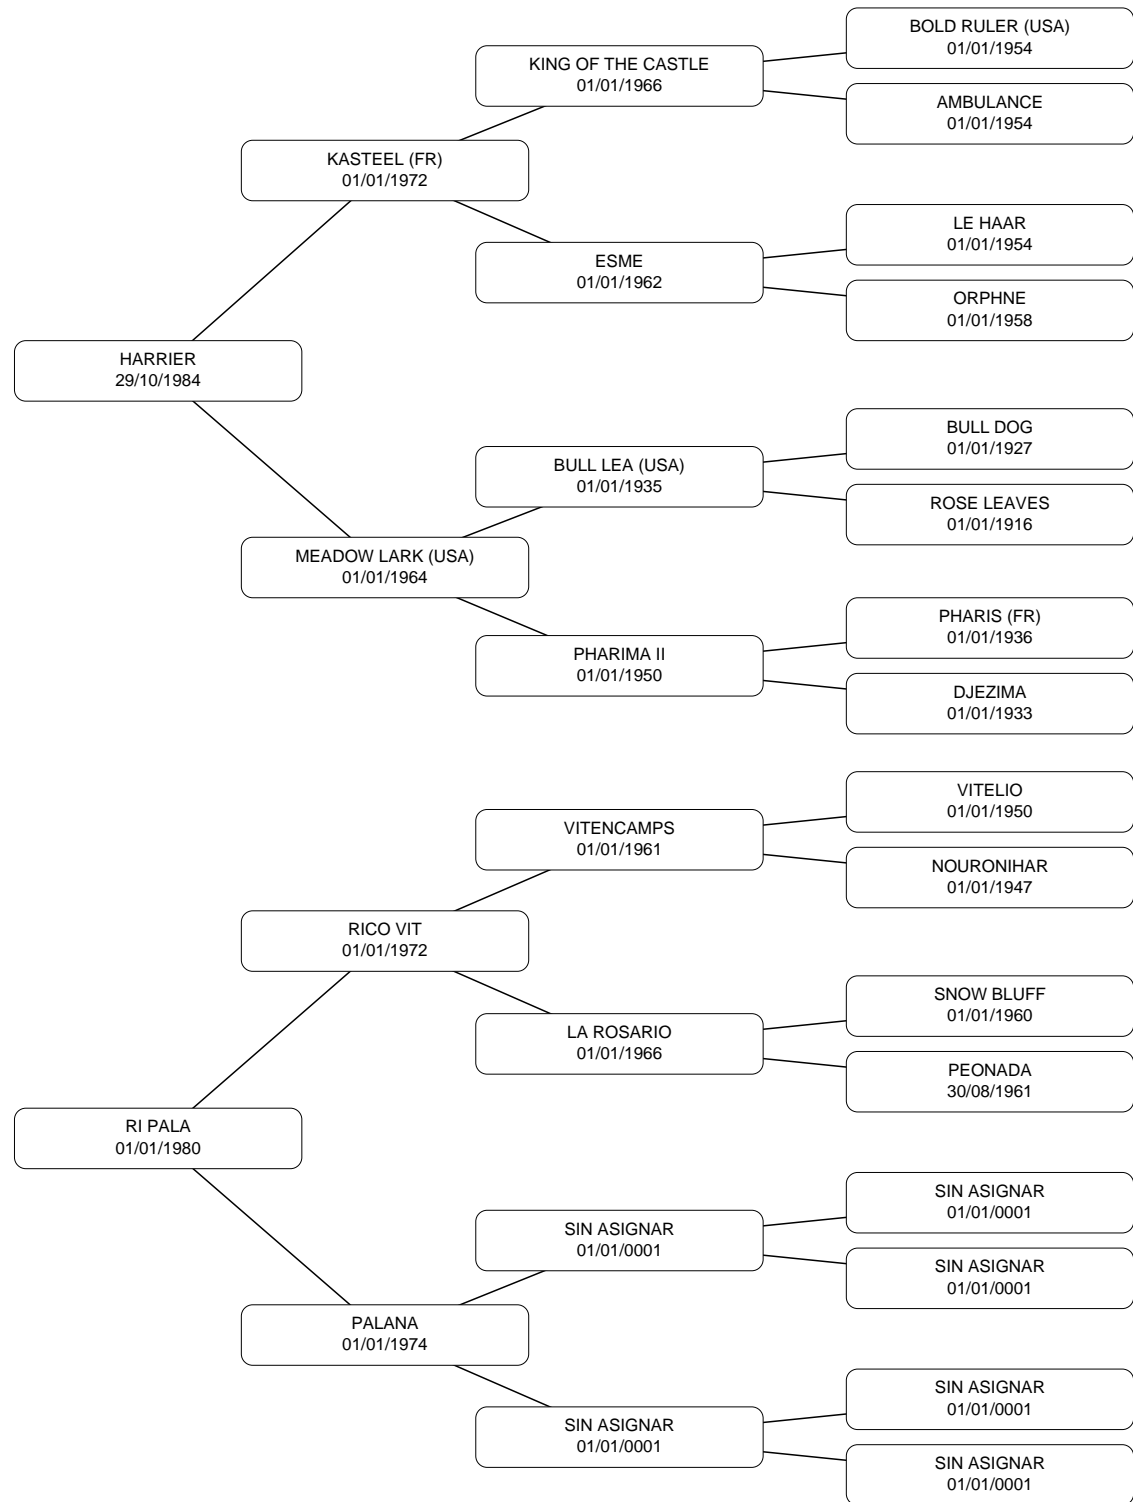 BOLD RULER (USA)
01/01/1954
KING OF THE CASTLE
01/01/1966
AMBULANCE
01/01/1954
KASTEEL (FR)
01/01/1972
LE HAAR
01/01/1954
ESME
01/01/1962
ORPHNE
01/01/1958
HARRIER
29/10/1984
BULL DOG
01/01/1927
BULL LEA (USA)
01/01/1935
ROSE LEAVES
01/01/1916
MEADOW LARK (USA)
01/01/1964
PHARIS (FR)
01/01/1936
PHARIMA II
01/01/1950
DJEZIMA
01/01/1933
VITELIO
01/01/1950
VITENCAMPS
01/01/1961
NOURONIHAR
01/01/1947
RICO VIT
01/01/1972
SNOW BLUFF
01/01/1960
LA ROSARIO
01/01/1966
PEONADA
30/08/1961
RI PALA
01/01/1980
SIN ASIGNAR
01/01/0001
SIN ASIGNAR
01/01/0001
SIN ASIGNAR
01/01/0001
PALANA
01/01/1974
SIN ASIGNAR
01/01/0001
SIN ASIGNAR
01/01/0001
SIN ASIGNAR
01/01/0001